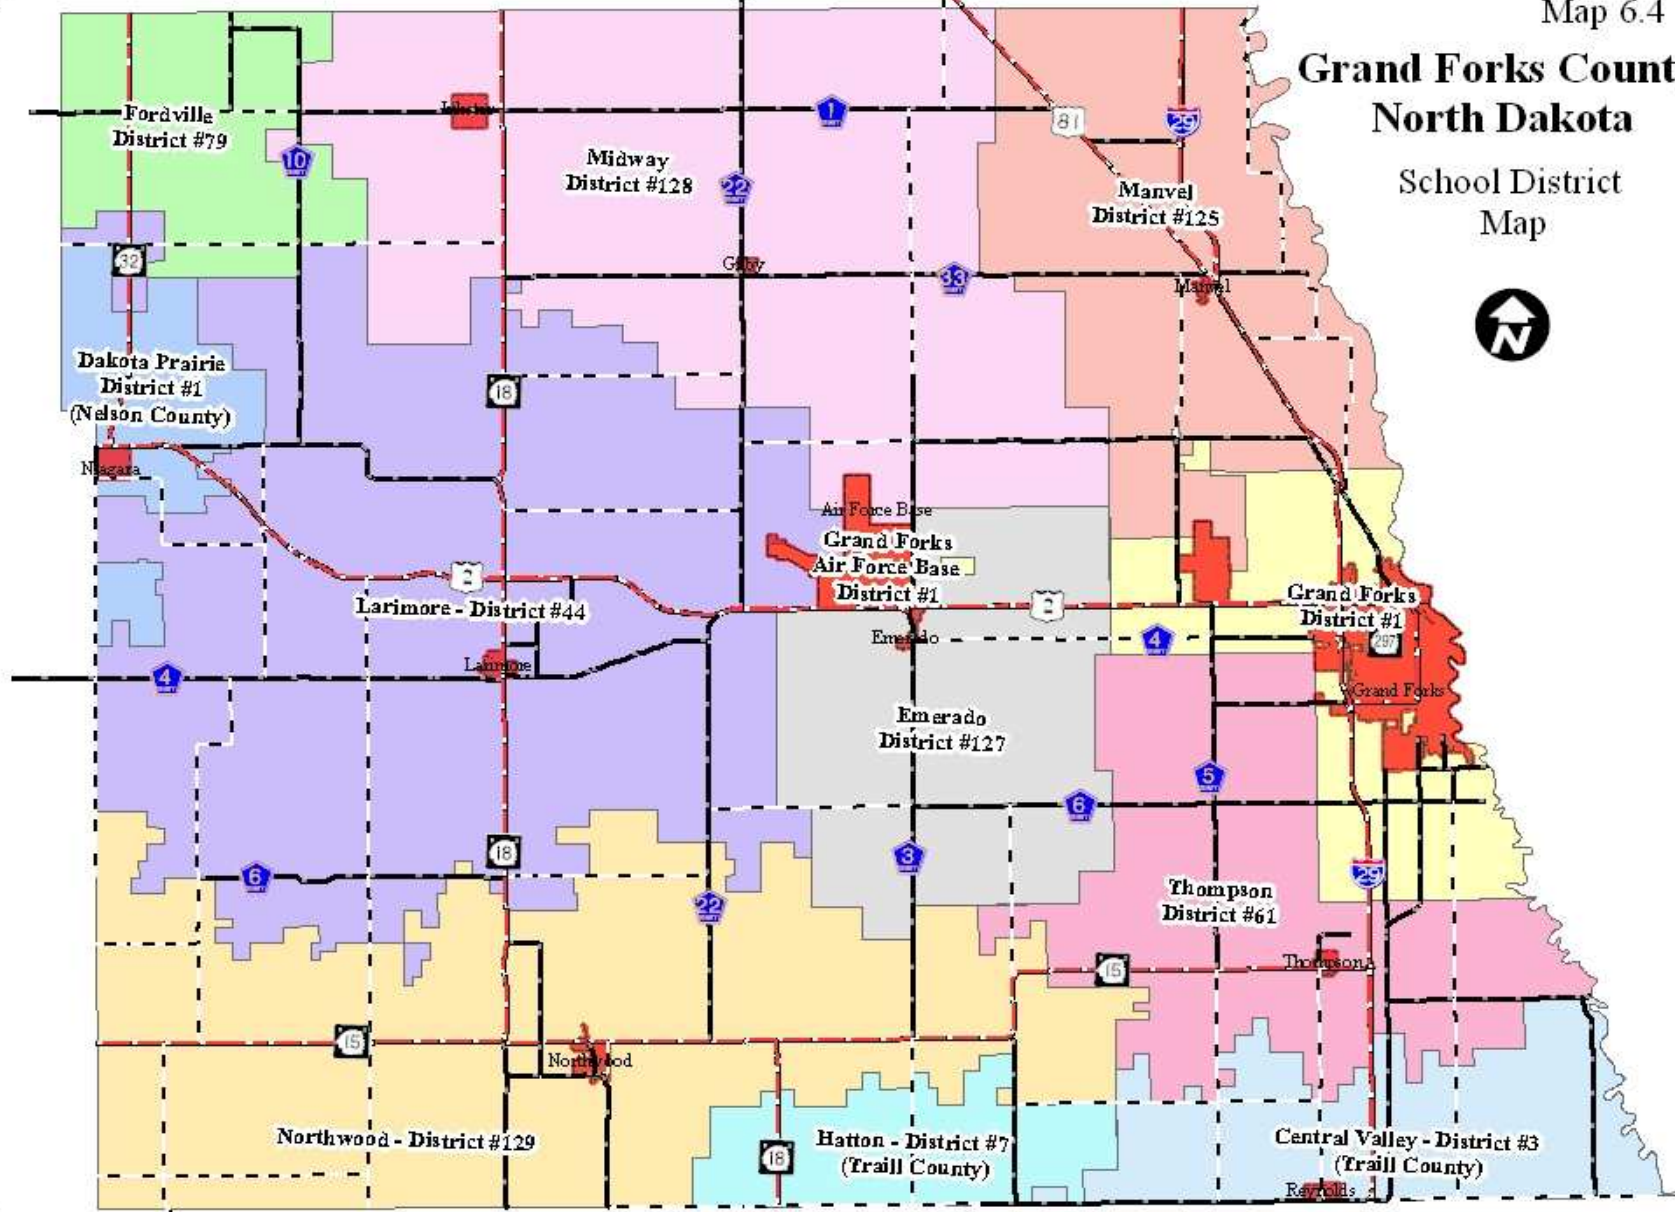 Map 6.4
Grand Forks Count
North Dakota
School District
Map
N
Fordville
District #79
10
1
81
29
Midway
District #128
22
Manvel
District #125
32
Gilby
33
Manvel
Dakota Prairie
District #1
(Nelson County)
18
Niagara
Air Force Base
Grand Forks
Air Force Base
District #1
2
2
Larimore - District #44
Grand Forks
District #1
Emerado
4
297
Larimore
4
Grand Forks
Emerado
District #127
5
6
18
3
6
29
22
Thompson
District #61
Thompson
15
15
Northwood
Northwood - District #129
18
Hatton - District #7
(Traill County)
Central Valley - District #3
(Traill County)
Reynolds